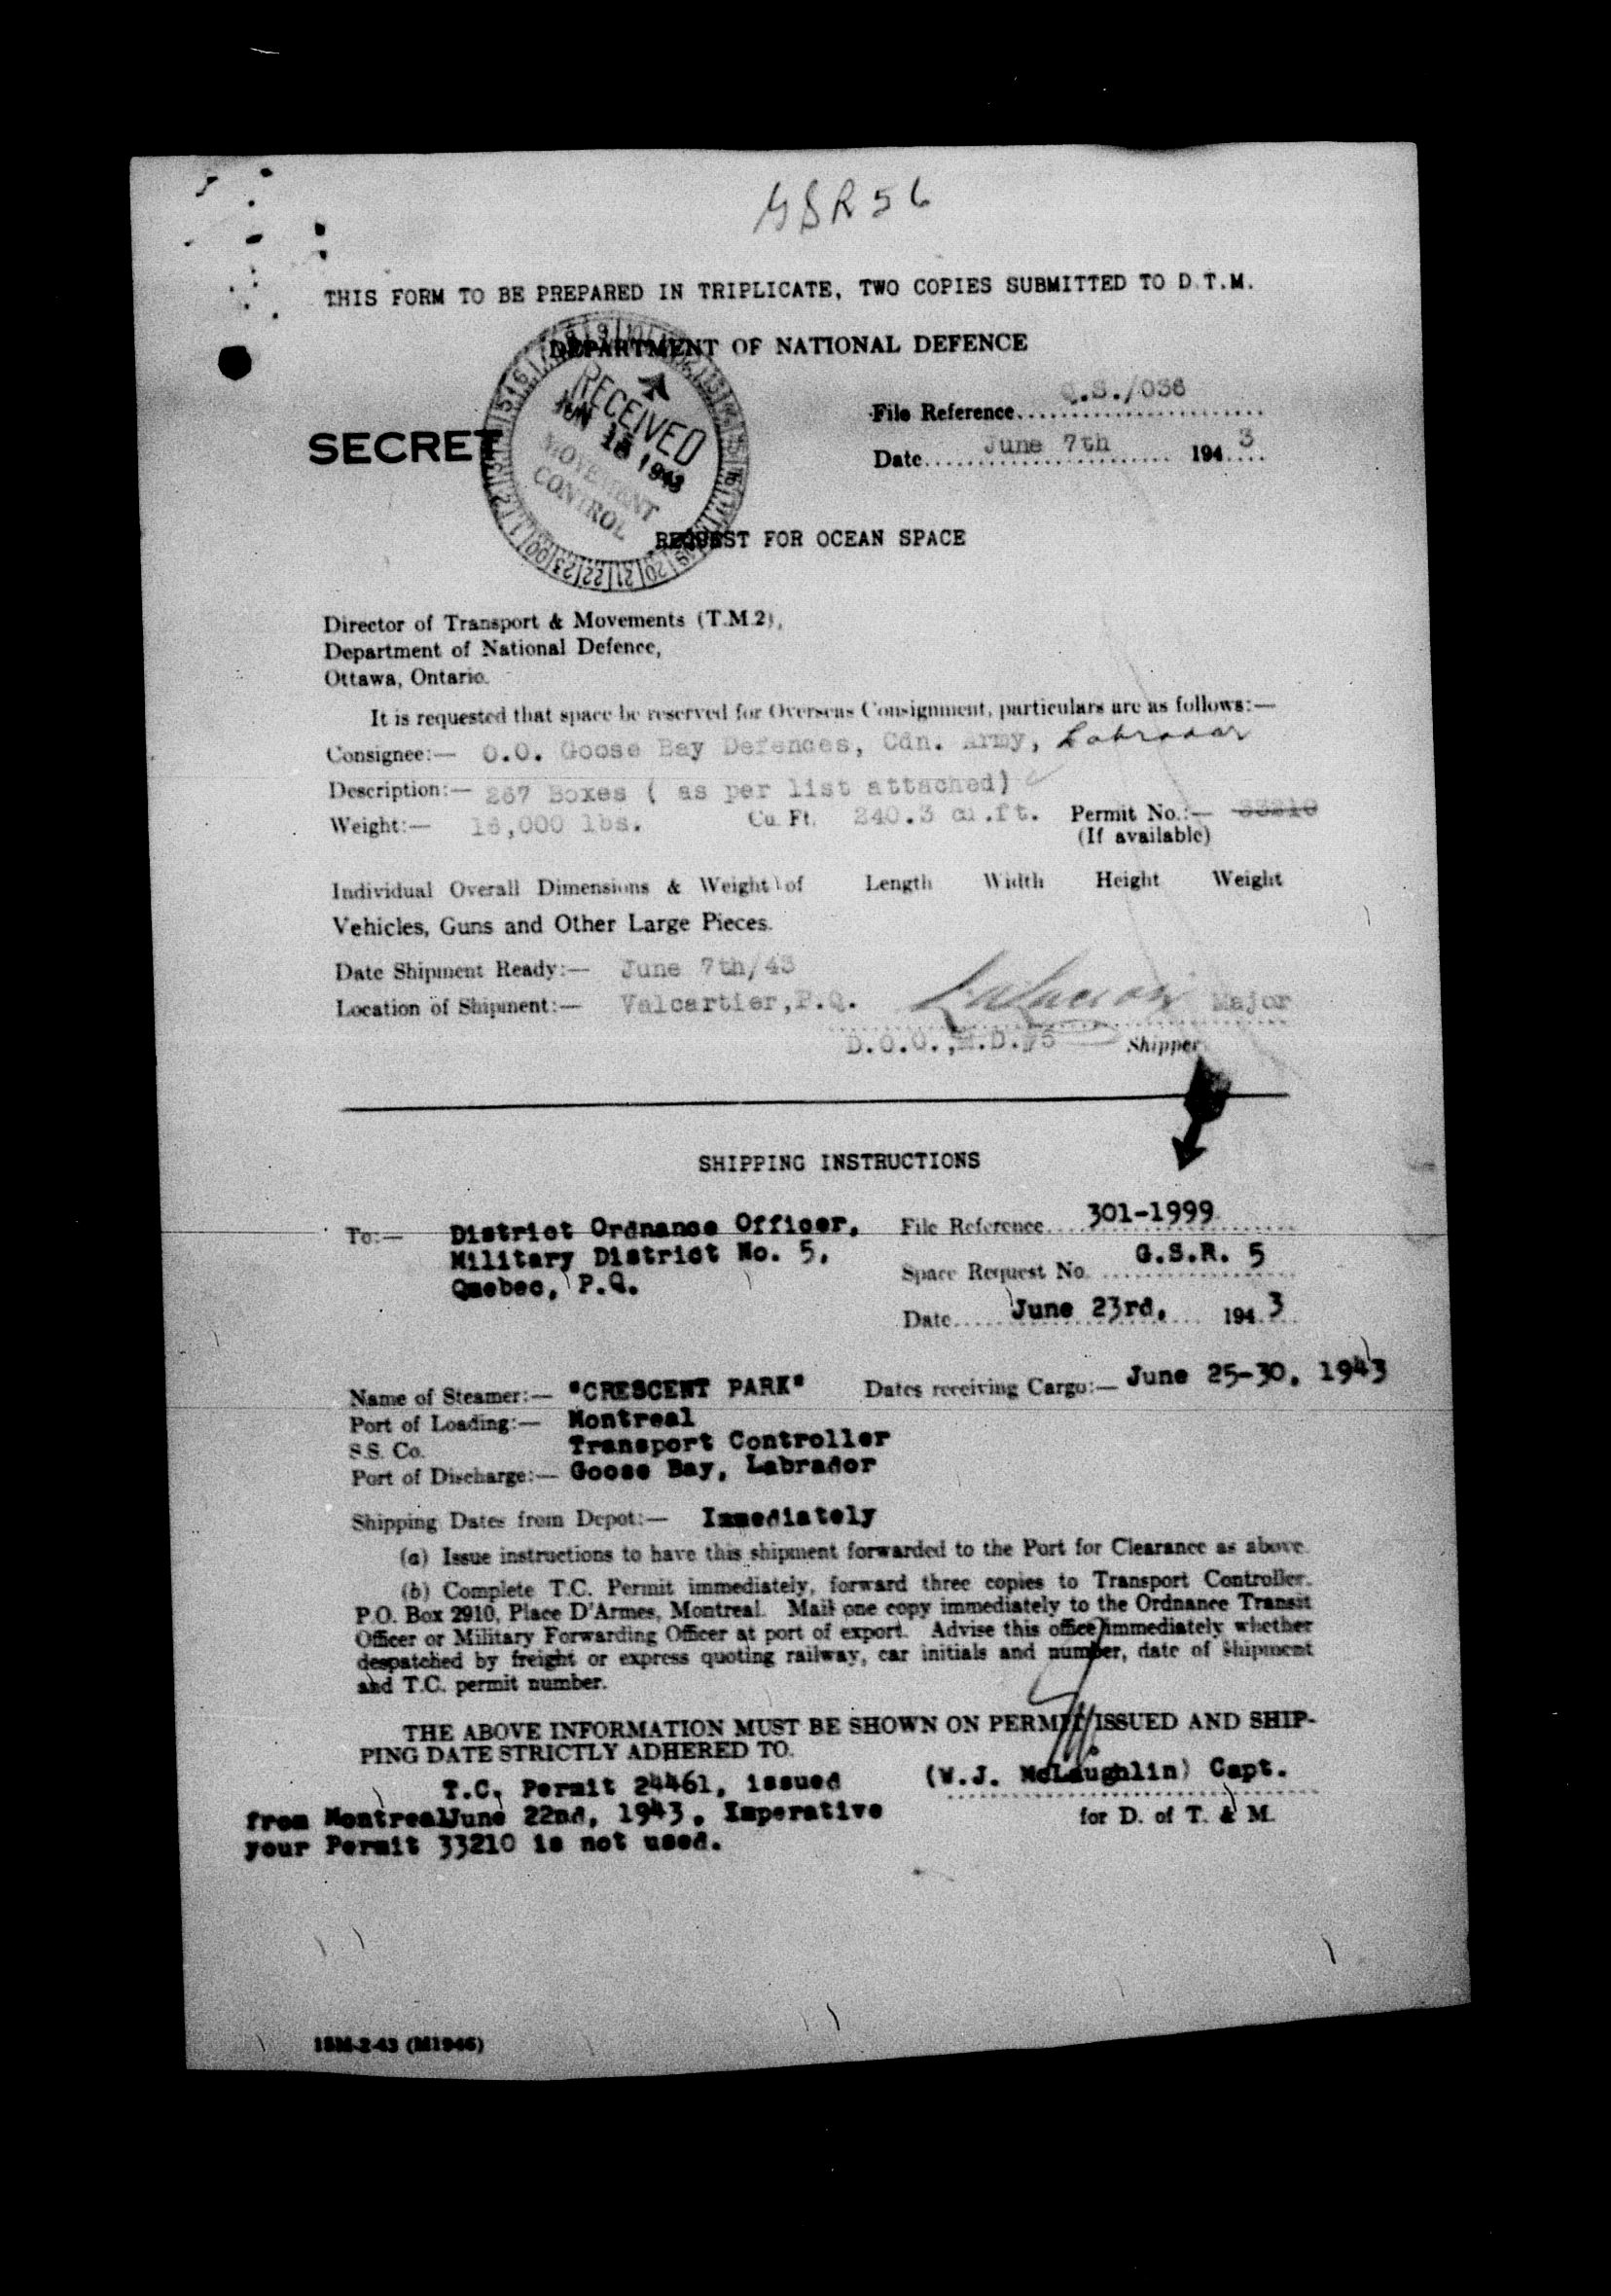 GSR 56
THIS FORM TO BE PREPARED IN TRIPLICATE, TWO COPIES SUBMITTED TO D.T.M.
DEPARTMENT OF NATIONAL DEFENCE
File Reference /036
SECRET
RECEIVED
JUN 1943
MOVEMENT
CONTROL
Date June 7th 1943
REQUEST FOR OCEAN SPACE
Director of Transport & Movements (T.M.2),
Department of National Defence,
Ottawa, Ontario.
It is requested that space be reserved for Overseas Consignment, particulars are as follows:—
Consignee:— O.O. Goose Bay Defences, Cdn. Army, Labrador
Description:— 267 Boxes ( as per list attached)
Weight:— lbs. Cu. Ft. 240.3 cu.ft. Permit No.:— 33210
(If available)
Individual Overall Dimensions & Weight of Length Width Height Weight
Vehicles, Guns and Other Large Pieces.
Date Shipment Ready:— June 7th/43
Location of Shipment:— Valcartier, P.Q. Major
D.O.O., M.D. #5 Shipper
SHIPPING INSTRUCTIONS
To:— District Ordnance Officer, File Reference 301-1999
Military District No. 5,
Quebec, P.Q. Space Request No. G.S.R. 5
Date June 23rd, 1943
Name of Steamer:— "CRESCENT PARK" Dates receiving Cargo:— June 25-30, 1943
Port of Loading:— Montreal
S.S. Co. Transport Controller
Port of Discharge:— Goose Bay, Labrador
Shipping Dates from Depot:— Immediately
(a) Issue instructions to have this shipment forwarded to the Port for Clearance as above.
(b) Complete T.C. Permit immediately, forward three copies to Transport Controller.
P.O. Box 2910, Place D'Armes, Montreal. Mail one copy immediately to the Ordnance Transit
Officer or Military Forwarding Officer at port of export. Advise this office immediately whether
despatched by freight or express quoting railway, car initials and number, date of shipment
and T.C. permit number.
THE ABOVE INFORMATION MUST BE SHOWN ON PERMIT ISSUED AND SHIP-
PING DATE STRICTLY ADHERED TO.
T.C. Permit 24461, issued (W.J. McLaughlin) Capt.
from MontrealJune 22nd, 1943. Imperative for D. of T. & M.
your Permit 33210 is not used.
15M-2-43 (M1946)